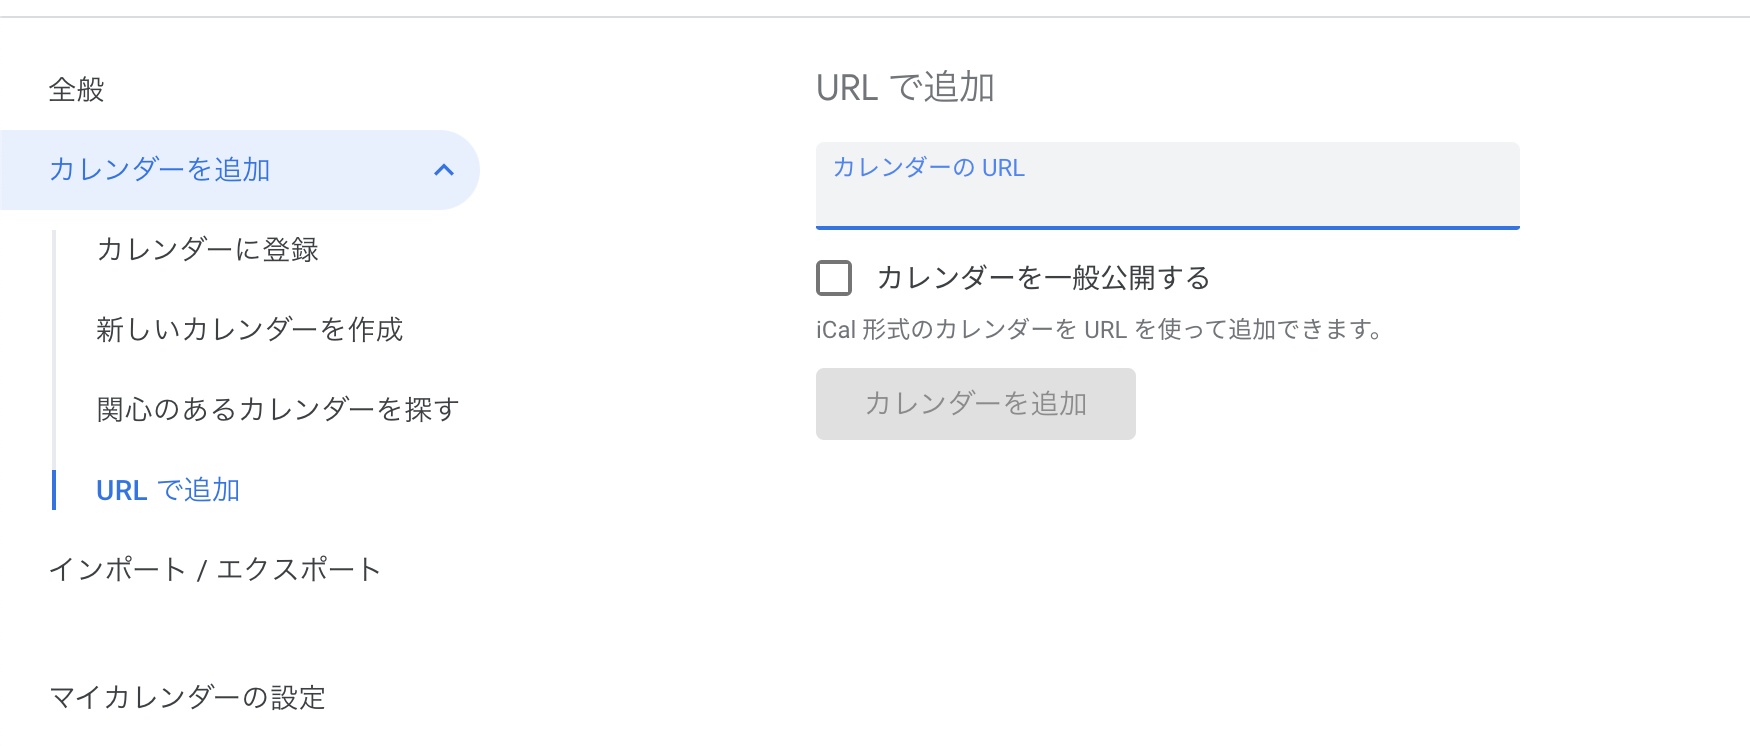 全般
カレンダーを追加
カレンダーに登録
新しいカレンダーを作成
関心のあるカレンダーを探す
URL で追加
インポート / エクスポート
マイカレンダーの設定
URL で追加
カレンダーの URL
カレンダーを一般公開する
iCal 形式のカレンダーを URL を使って追加できます。
カレンダーを追加